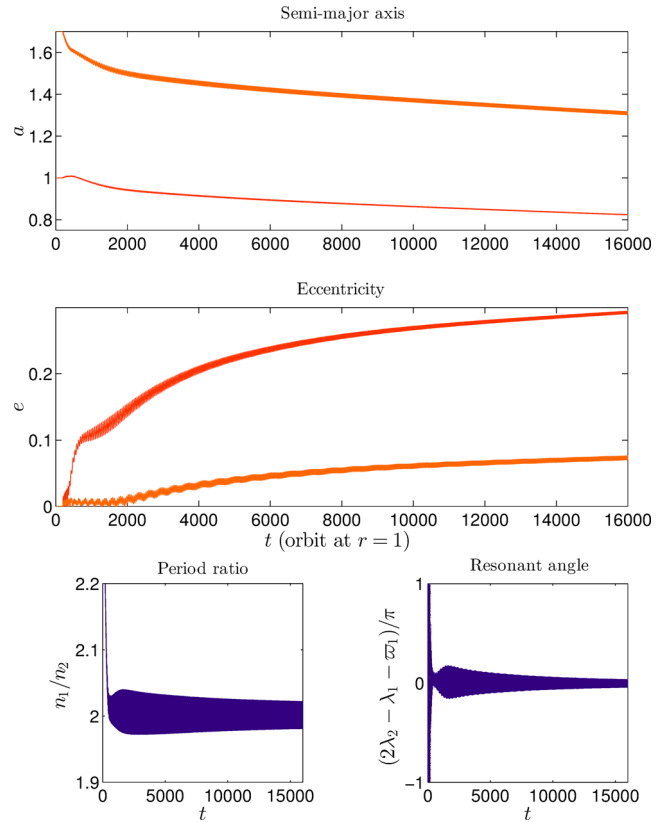 Semi-major axis
1.6
1.4
1.2
1
0.8
a
0 2000 4000 6000 8000 10000 12000 14000 16000
Eccentricity
0.2
0.1
0
e
0 2000 4000 6000 8000 10000 12000 14000 16000
t (orbit at r = 1)
Period ratio
2.2
2.1
2
1.9
n₁/n₂
0 5000 10000 15000
t
Resonant angle
1
0
−1
(2λ₂ − λ₁ − ϖ₁)/π
0 5000 10000 15000
t